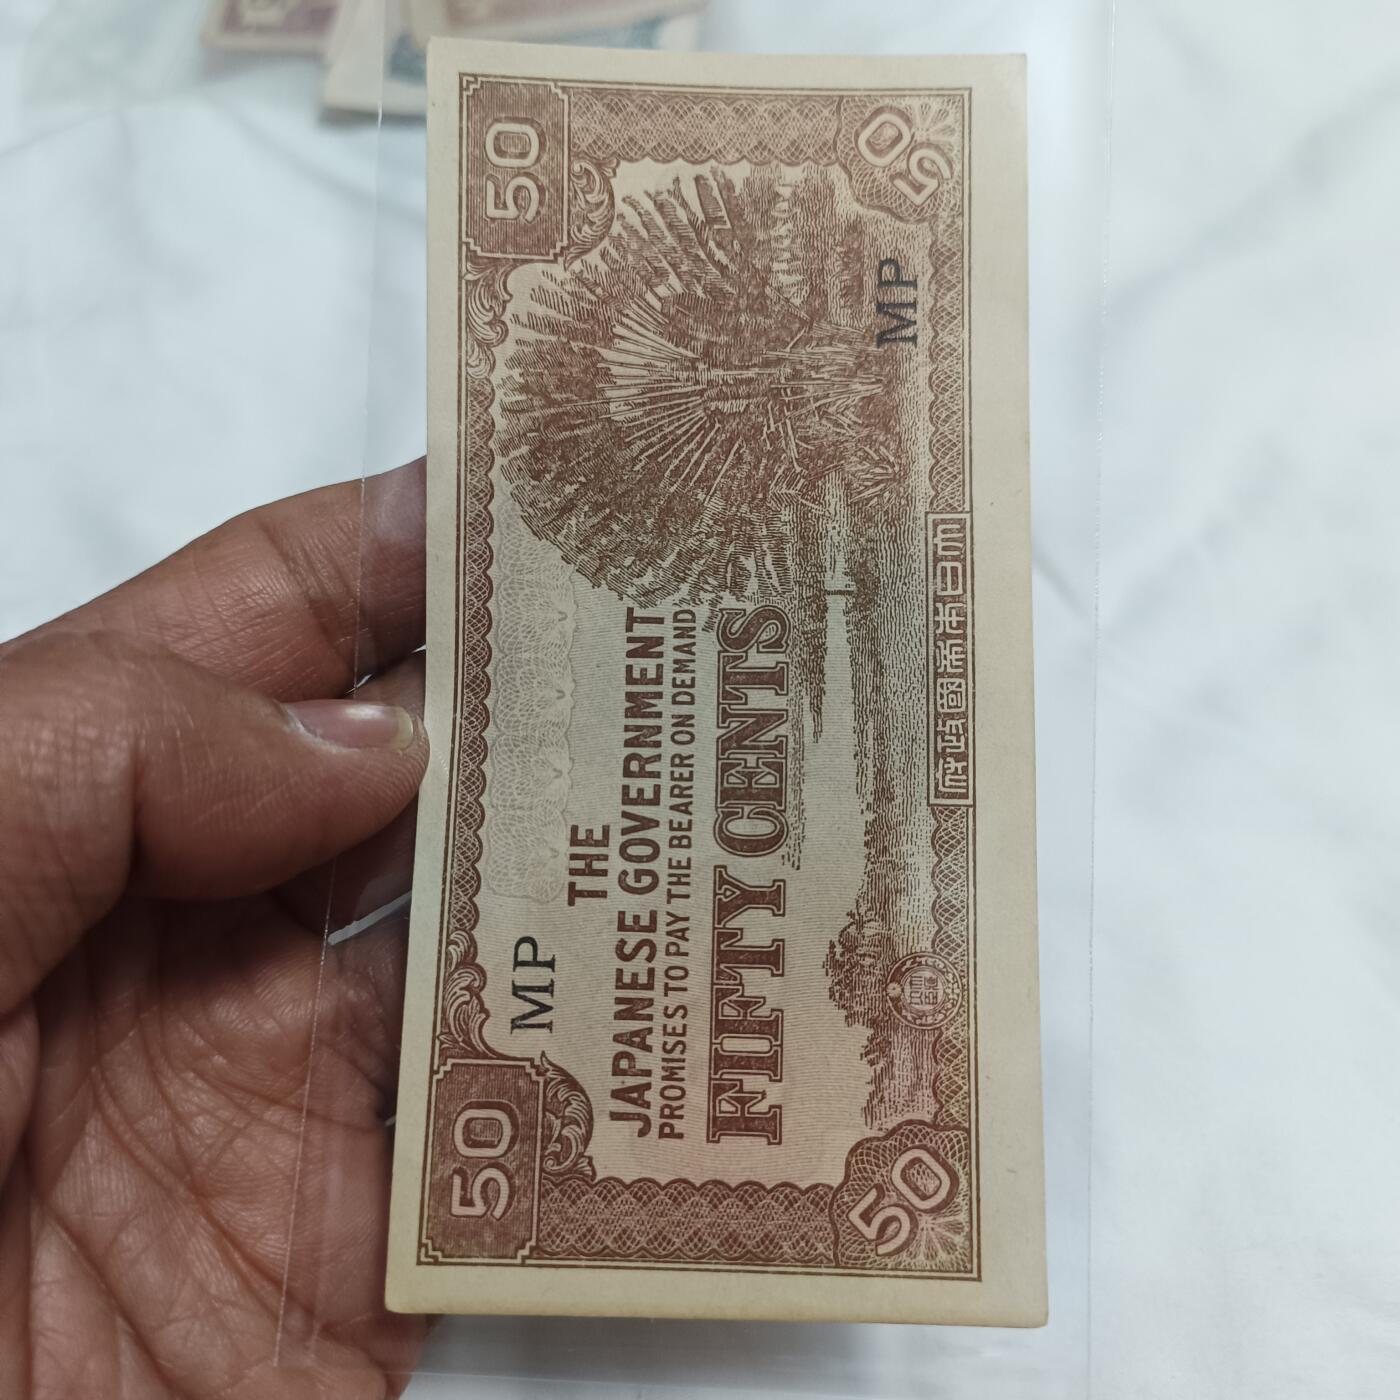 50
50
MP
THE
JAPANESE GOVERNMENT
PROMISES TO PAY THE BEARER ON DEMAND
FIFTY CENTS
MP
50
大日本帝國政府
50